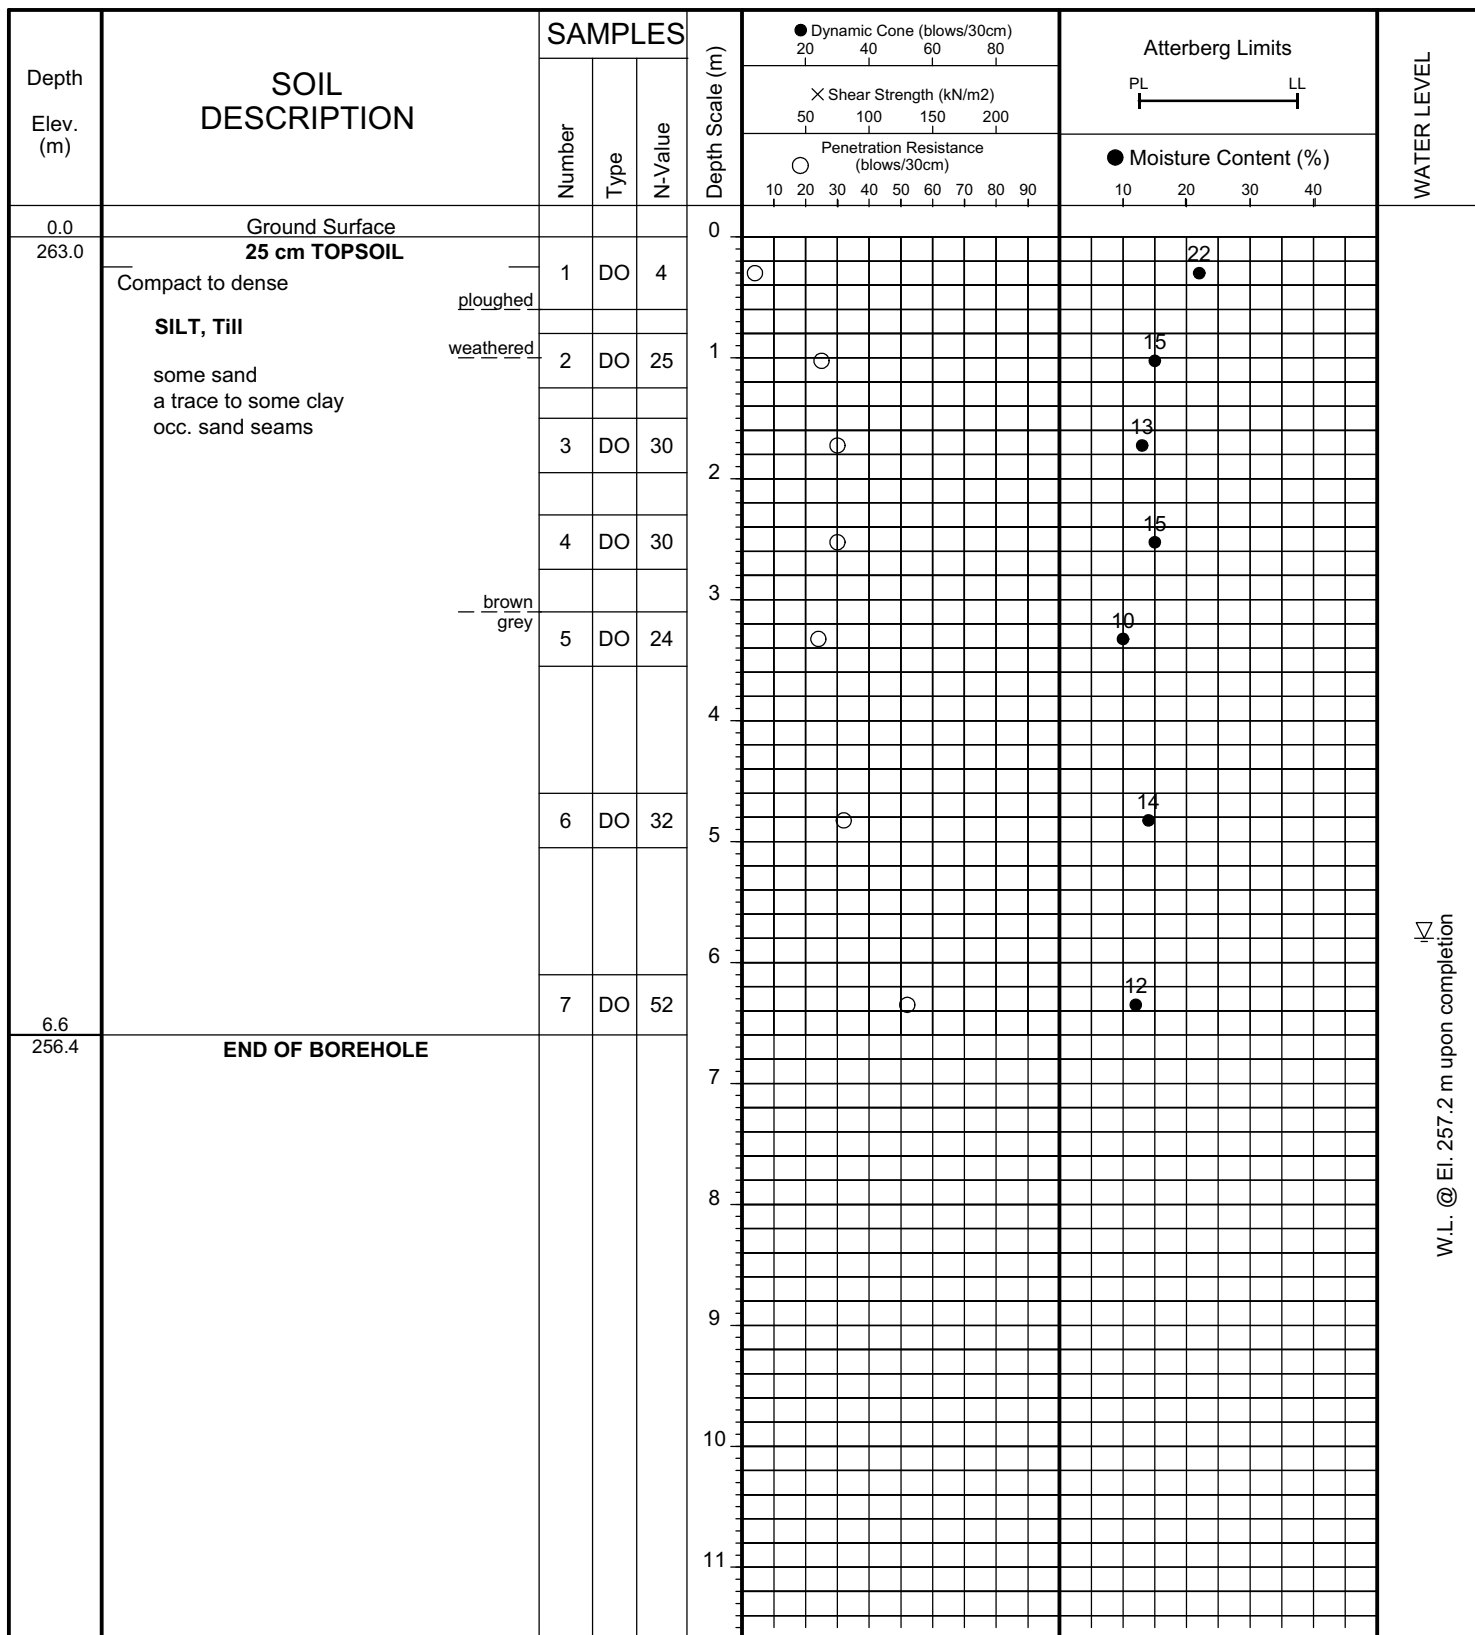 Depth
Elev.
(m)
SOIL
DESCRIPTION
SAMPLES
Number
Type
N-Value
Depth Scale (m)
Dynamic Cone (blows/30cm)
20 40 60 80
Shear Strength (kN/m2)
50 100 150 200
Penetration Resistance
(blows/30cm)
10 20 30 40 50 60 70 80 90
Atterberg Limits
PL LL
Moisture Content (%)
10 20 30 40
WATER LEVEL
0.0 Ground Surface
0
263.0 25 cm TOPSOIL
Compact to dense
1 DO 4 22
ploughed
SILT, Till
weathered
1
2 DO 25 15
some sand
a trace to some clay
occ. sand seams
3 DO 30 13
2
4 DO 30 15
3
brown
grey
5 DO 24 10
4
6 DO 32 14
5
6
7 DO 52 12
6.6
256.4 END OF BOREHOLE
7
8
9
10
11
W.L. @ El. 257.2 m upon completion